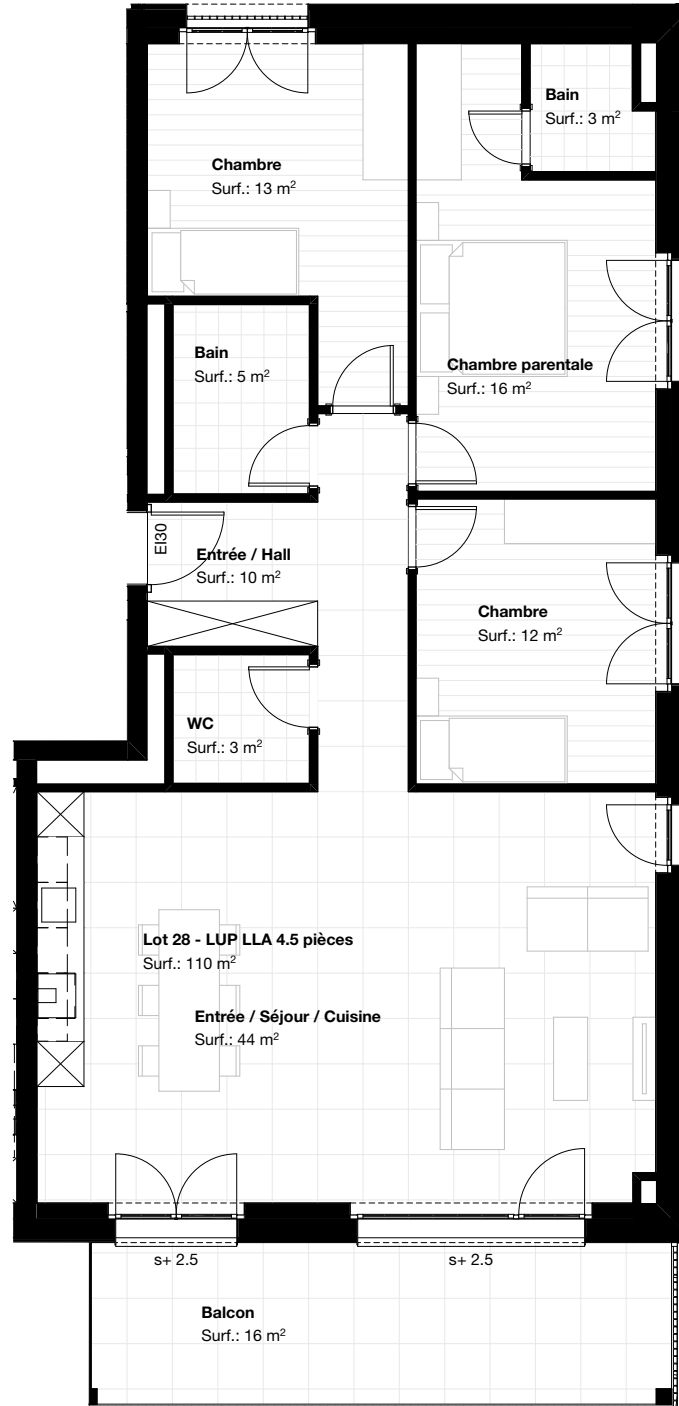 Bain
Surf.: 3 m²
Chambre
Surf.: 13 m²
Bain
Surf.: 5 m²
Chambre parentale
Surf.: 16 m²
EI30
Entrée / Hall
Surf.: 10 m²
Chambre
Surf.: 12 m²
WC
Surf.: 3 m²
Lot 28 - LUP LLA 4.5 pièces
Surf.: 110 m²
Entrée / Séjour / Cuisine
Surf.: 44 m²
s+ 2.5
s+ 2.5
Balcon
Surf.: 16 m²